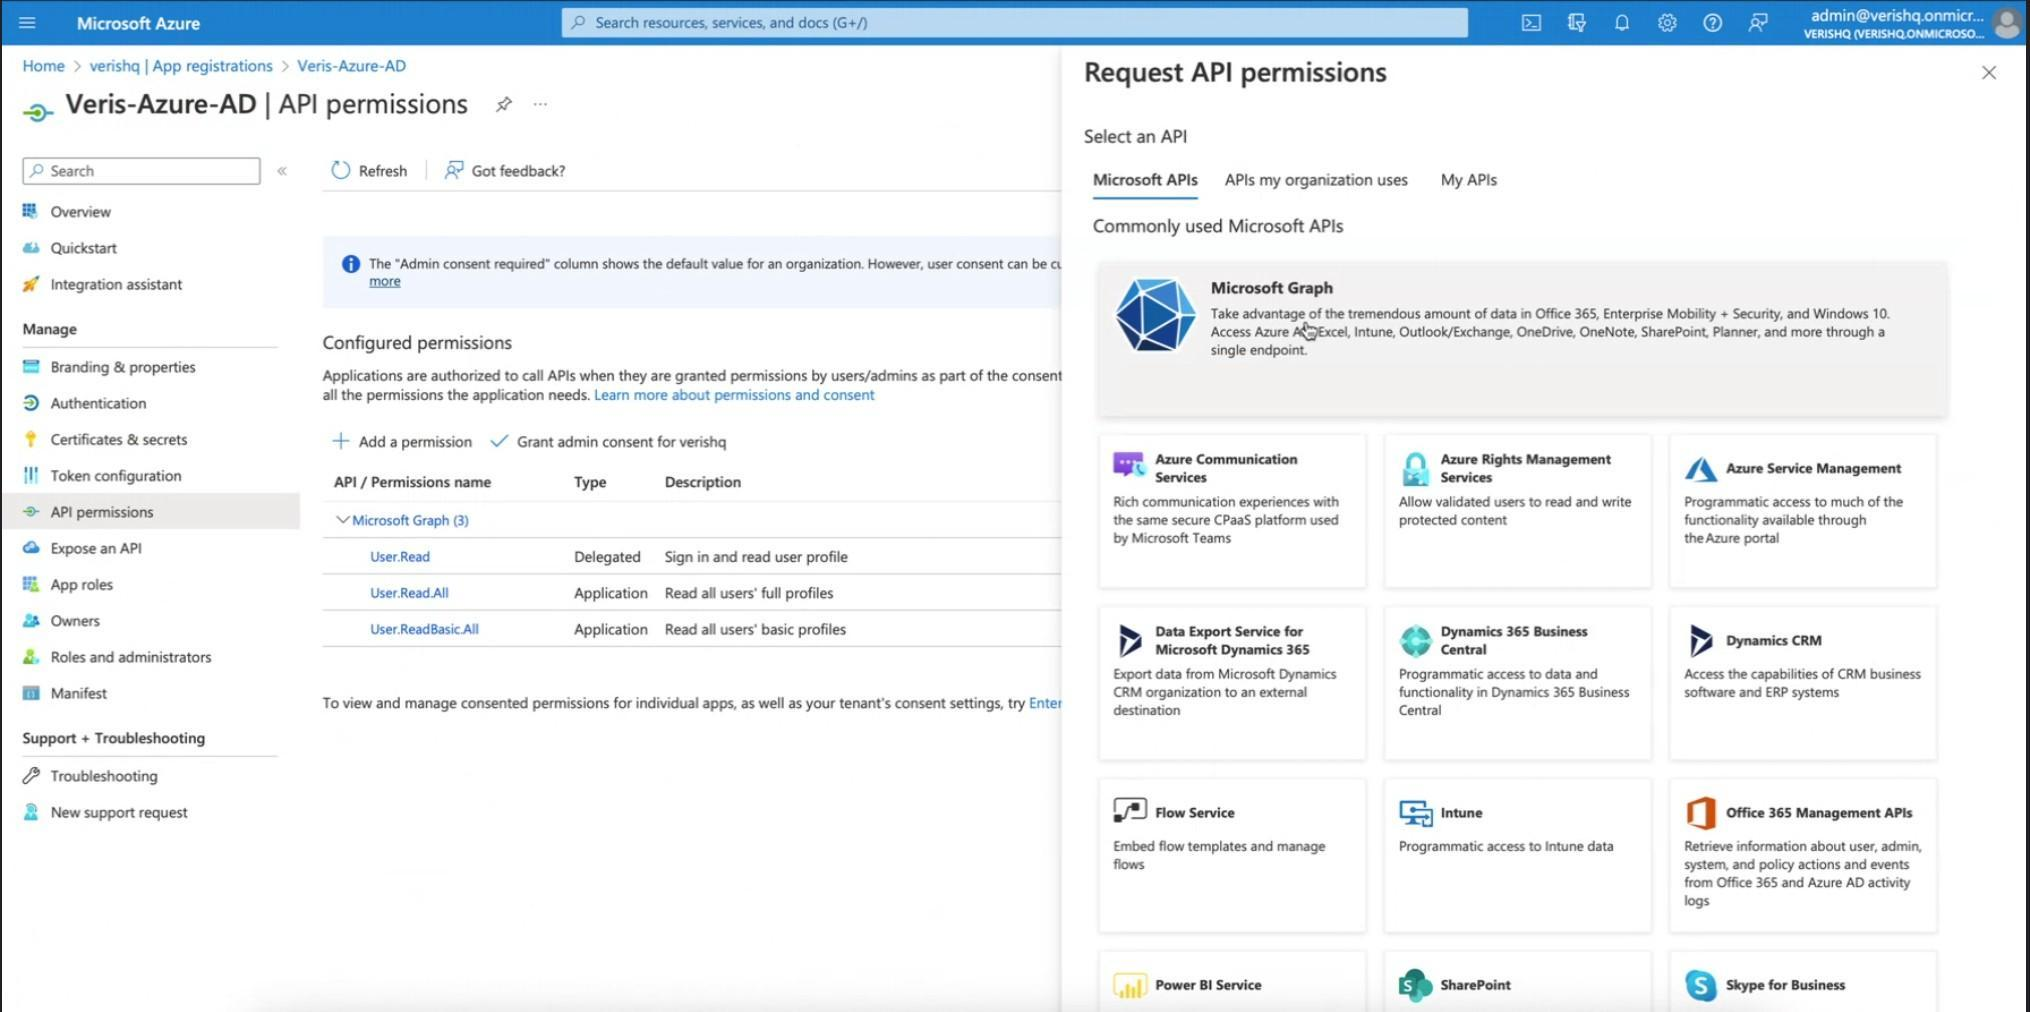 Microsoft Azure
Search resources, services, and docs (G+/)
admin@verishq.onmicr...
VERISHQ (VERISHQ.ONMICROSO...
Home > verishq | App registrations > Veris-Azure-AD
Veris-Azure-AD | API permissions
...
Search
«
Overview
Quickstart
Integration assistant
Manage
Branding & properties
Authentication
Certificates & secrets
Token configuration
API permissions
Expose an API
App roles
Owners
Roles and administrators
Manifest
Support + Troubleshooting
Troubleshooting
New support request
Refresh
Got feedback?
The "Admin consent required" column shows the default value for an organization. However, user consent can be cu
more
Configured permissions
Applications are authorized to call APIs when they are granted permissions by users/admins as part of the consent
all the permissions the application needs. Learn more about permissions and consent
Add a permission
Grant admin consent for verishq
API / Permissions name Type Description
Microsoft Graph (3)
User.Read Delegated Sign in and read user profile
User.Read.All Application Read all users' full profiles
User.ReadBasic.All Application Read all users' basic profiles
To view and manage consented permissions for individual apps, as well as your tenant's consent settings, try Enter
Request API permissions
Select an API
Microsoft APIs APIs my organization uses My APIs
Commonly used Microsoft APIs
Microsoft Graph
Take advantage of the tremendous amount of data in Office 365, Enterprise Mobility + Security, and Windows 10.
Access Azure Excel, Intune, Outlook/Exchange, OneDrive, OneNote, SharePoint, Planner, and more through a
single endpoint.
Azure Communication
Services
Rich communication experiences with
the same secure CPaaS platform used
by Microsoft Teams
Azure Rights Management
Services
Allow validated users to read and write
protected content
Azure Service Management
Programmatic access to much of the
functionality available through
the Azure portal
Data Export Service for
Microsoft Dynamics 365
Export data from Microsoft Dynamics
CRM organization to an external
destination
Dynamics 365 Business
Central
Programmatic access to data and
functionality in Dynamics 365 Business
Central
Dynamics CRM
Access the capabilities of CRM business
software and ERP systems
Flow Service
Embed flow templates and manage
flows
Intune
Programmatic access to Intune data
Office 365 Management APIs
Retrieve information about user, admin,
system, and policy actions and events
from Office 365 and Azure AD activity
logs
Power BI Service
SharePoint
Skype for Business